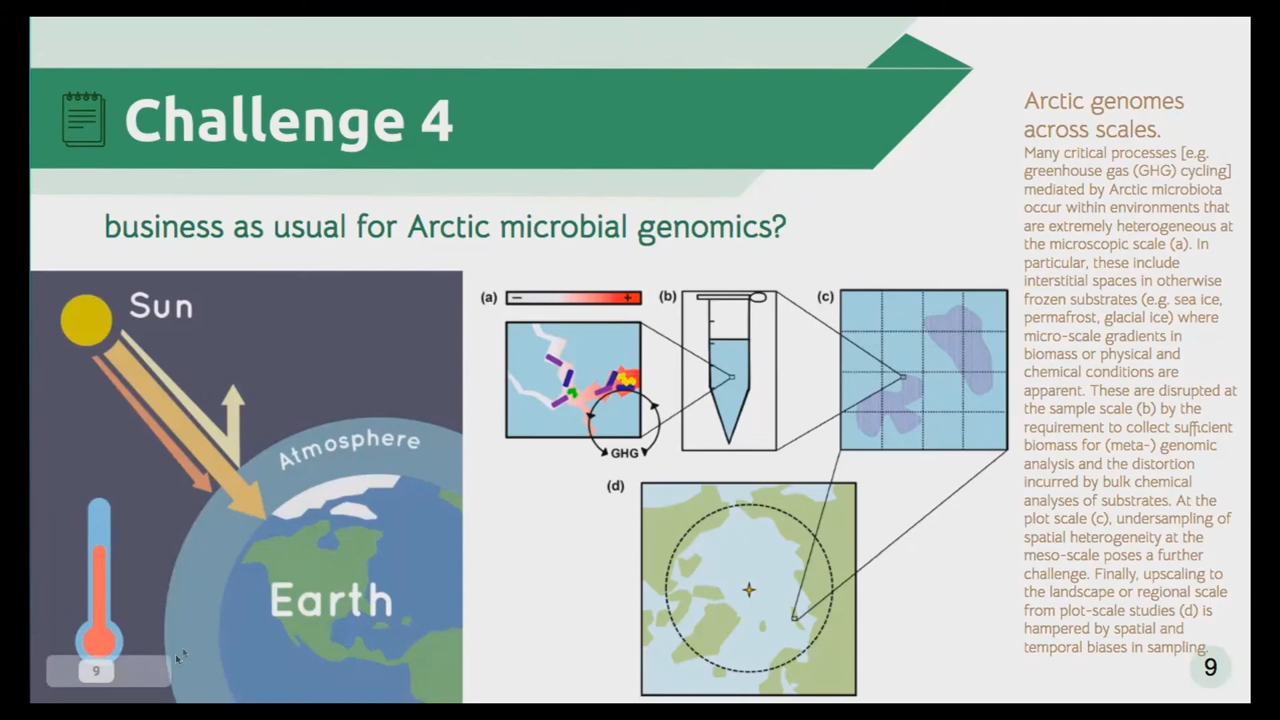 Challenge 4
business as usual for Arctic microbial genomics?
Sun
Atmosphere
Earth
9
(a)
–
+
GHG
(b)
(c)
(d)
Arctic genomes
across scales.
Many critical processes [e.g.
greenhouse gas (GHG) cycling]
mediated by Arctic microbiota
occur within environments that
are extremely heterogeneous at
the microscopic scale (a). In
particular, these include
interstitial spaces in otherwise
frozen substrates (e.g. sea ice,
permafrost, glacial ice) where
micro-scale gradients in
biomass or physical and
chemical conditions are
apparent. These are disrupted at
the sample scale (b) by the
requirement to collect sufficient
biomass for (meta-) genomic
analysis and the distortion
incurred by bulk chemical
analyses of substrates. At the
plot scale (c), undersampling of
spatial heterogeneity at the
meso-scale poses a further
challenge. Finally, upscaling to
the landscape or regional scale
from plot-scale studies (d) is
hampered by spatial and
temporal biases in sampling.
9